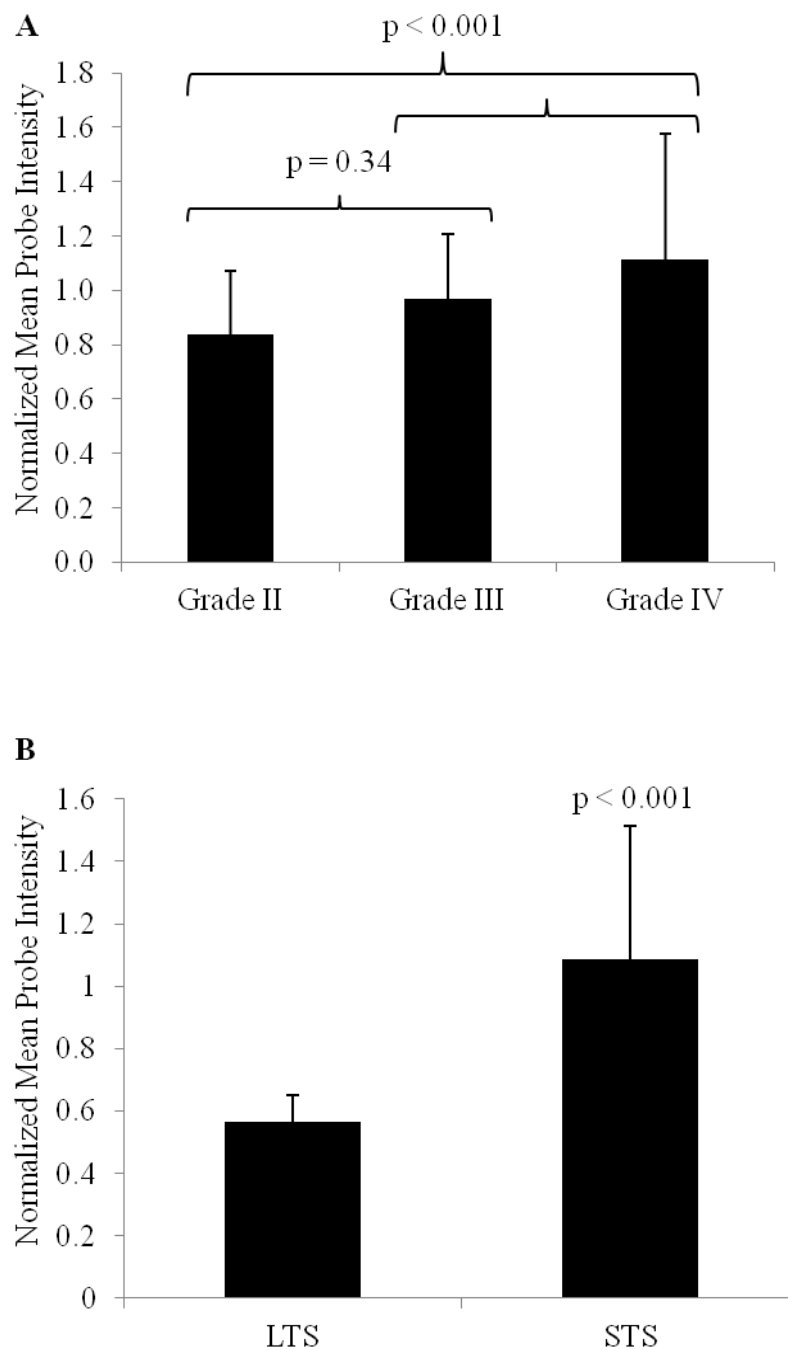 A
p < 0.001
Normalized Mean Probe Intensity
1.8
1.6
p = 0.34
1.4
1.2
1.0
0.8
0.6
0.4
0.2
0.0
Grade II Grade III Grade IV
B
p < 0.001
Normalized Mean Probe Intensity
1.6
1.4
1.2
1
0.8
0.6
0.4
0.2
0
LTS STS